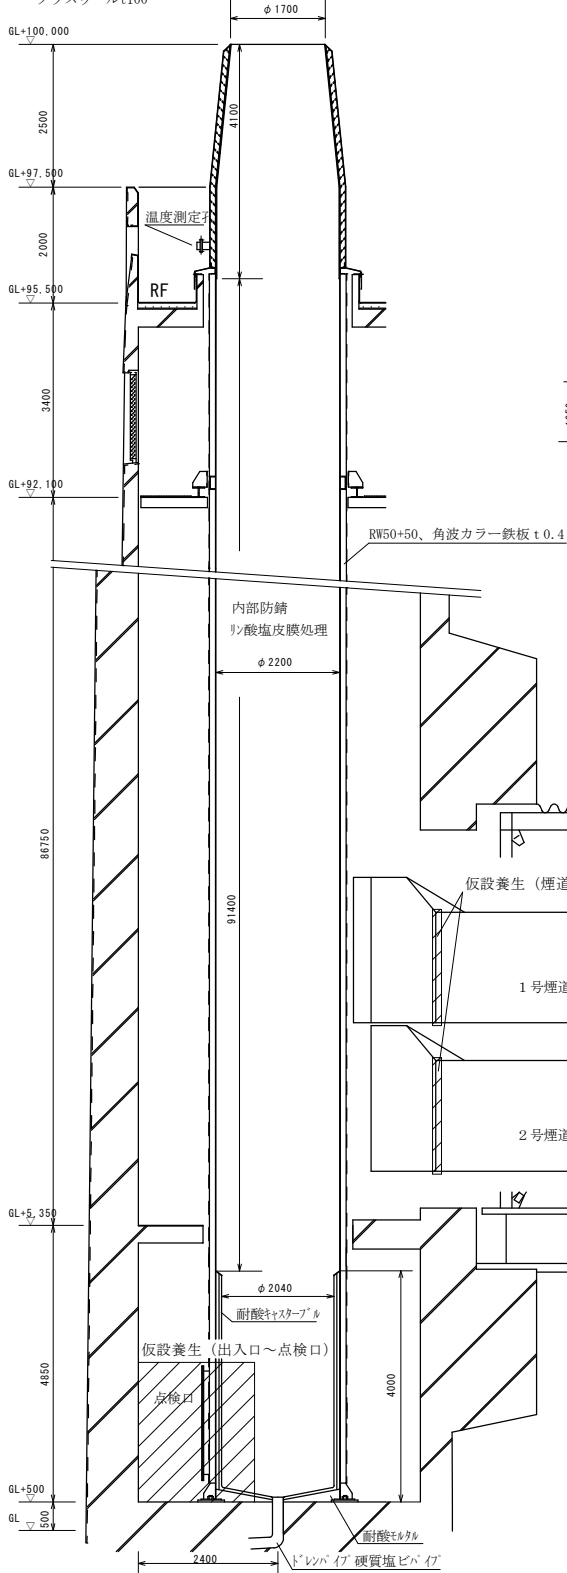 φ1700
GL+100,000
2500
4100
GL+97,500
温度測定孔
2000
GL+95,500
RF
3400
GL+92,100
RW50+50、角波カラー鉄板 t0.4
内部防錆
リン酸塩皮膜処理
φ2200
86750
91400
仮設養生（煙道
1号煙道
2号煙道
GL+5,350
φ2040
耐酸キャスターブル
仮設養生（出入口～点検口）
点検口
4850
4000
GL+500
GL
500
耐酸モルタル
2400
ドレンパイプ 硬質塩ビパイプ